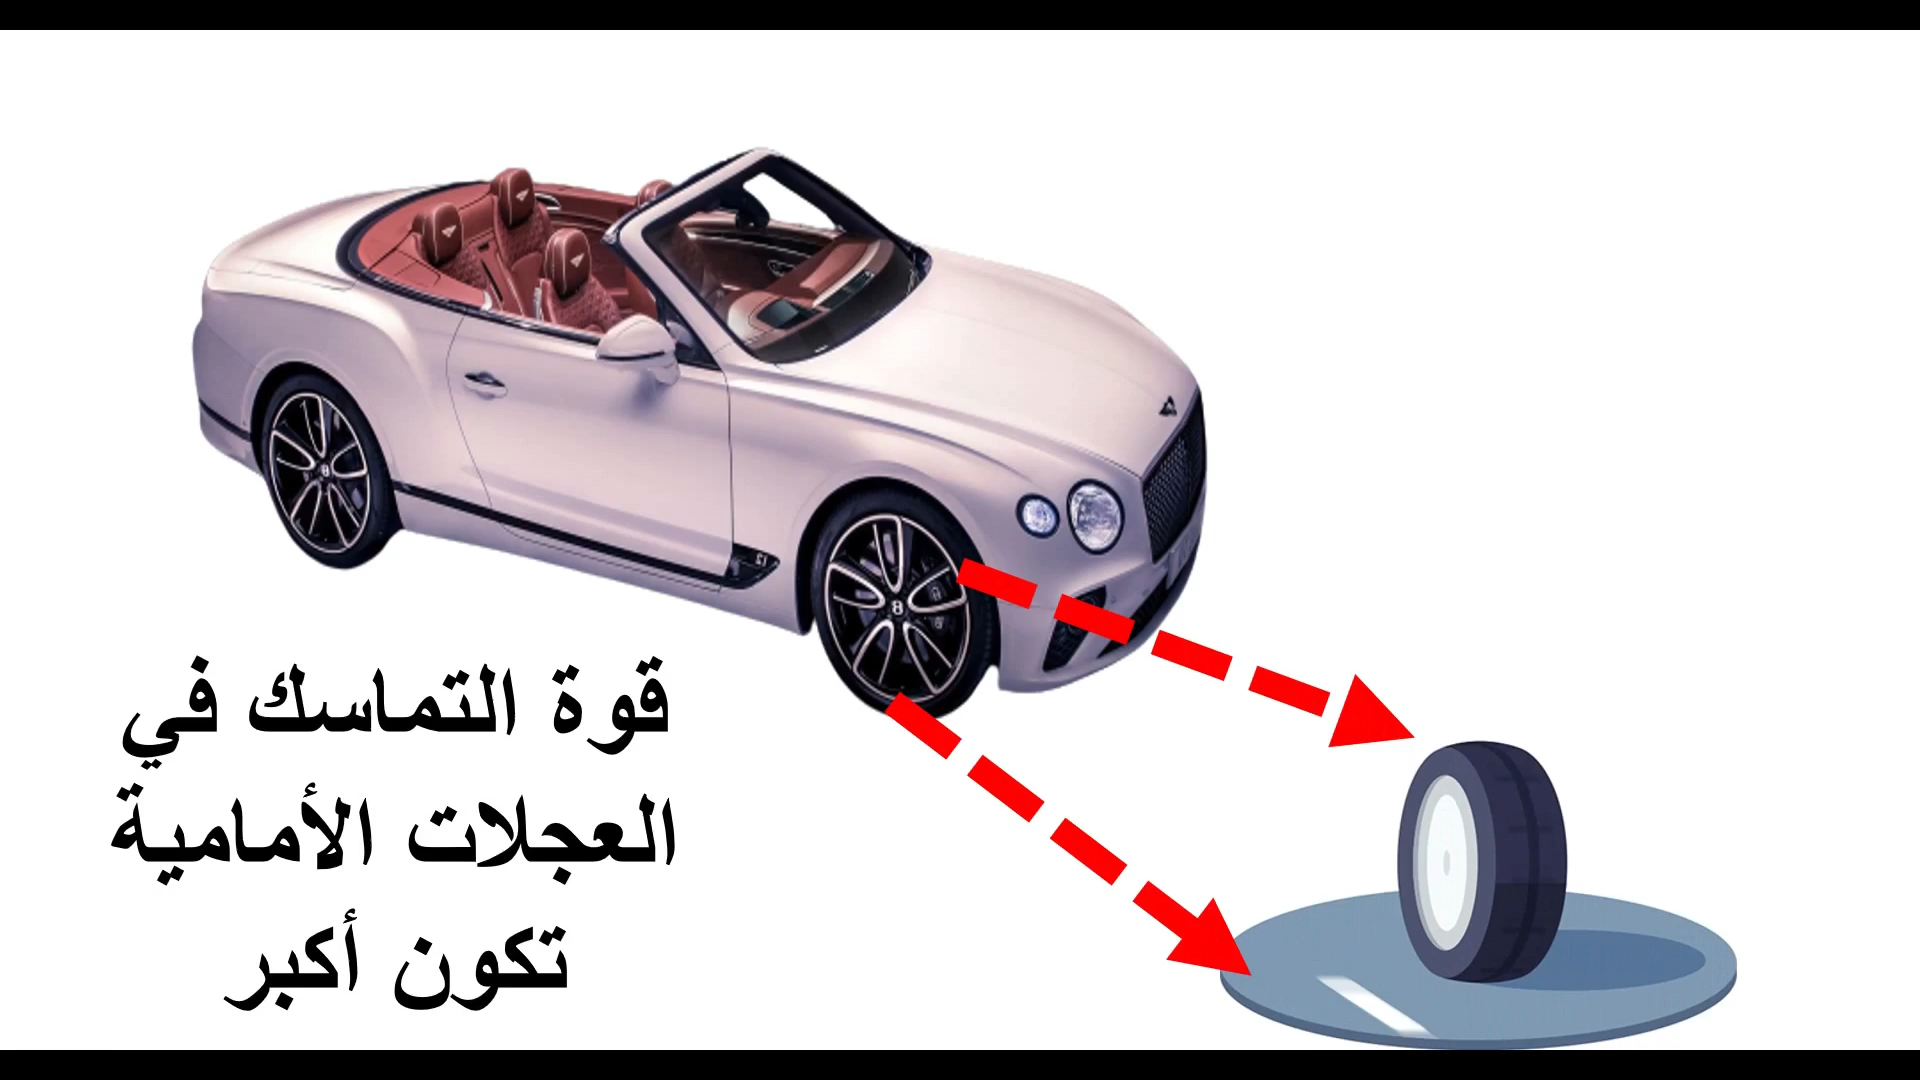 قوة التماسك في
العجلات الأمامية
تكون أكبر